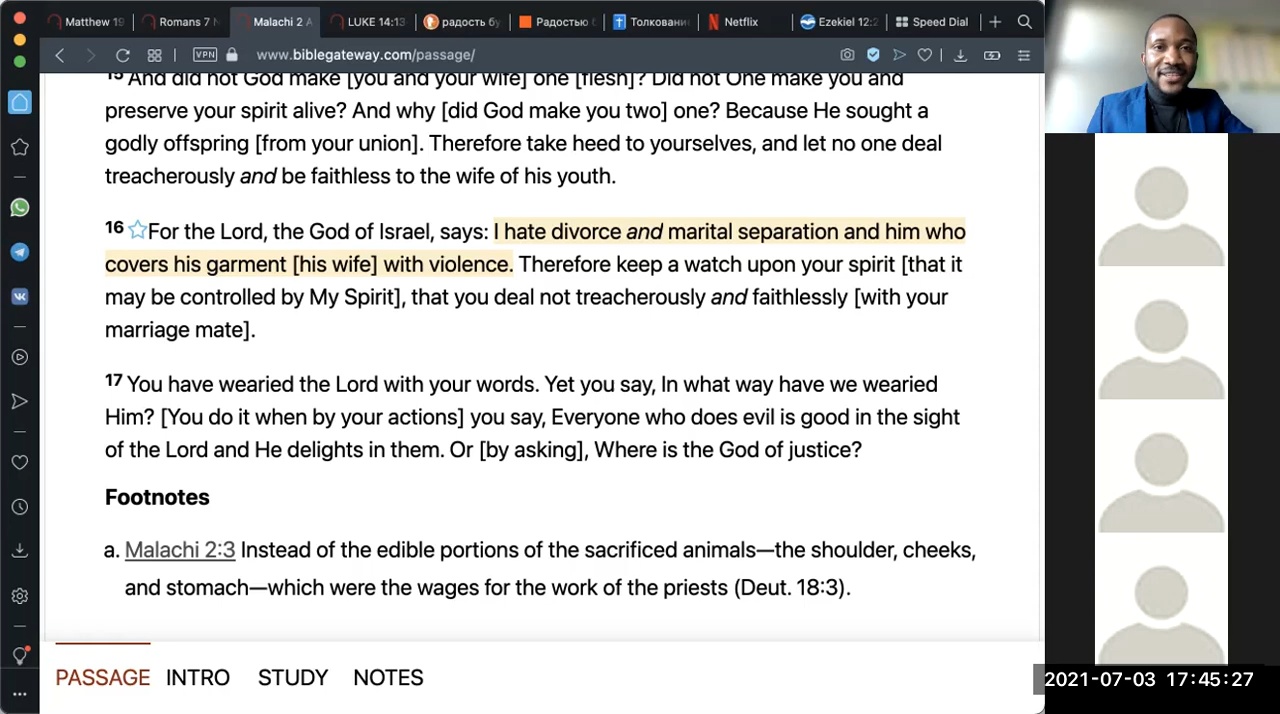 Matthew 19
Romans 7 N
Malachi 2 A
LUKE 14:13
радость бу
Радостью б
Толковани
Netflix
Ezekiel 12:2
Speed Dial
VPN
www.biblegateway.com/passage/
15 And did not God make [you and your wife] one [flesh]? Did not One make you and
preserve your spirit alive? And why [did God make you two] one? Because He sought a
godly offspring [from your union]. Therefore take heed to yourselves, and let no one deal
treacherously and be faithless to the wife of his youth.
16 For the Lord, the God of Israel, says: I hate divorce and marital separation and him who
covers his garment [his wife] with violence. Therefore keep a watch upon your spirit [that it
may be controlled by My Spirit], that you deal not treacherously and faithlessly [with your
marriage mate].
17 You have wearied the Lord with your words. Yet you say, In what way have we wearied
Him? [You do it when by your actions] you say, Everyone who does evil is good in the sight
of the Lord and He delights in them. Or [by asking], Where is the God of justice?
Footnotes
a. Malachi 2:3 Instead of the edible portions of the sacrificed animals—the shoulder, cheeks,
and stomach—which were the wages for the work of the priests (Deut. 18:3).
PASSAGE INTRO STUDY NOTES
2021-07-03 17:45:27